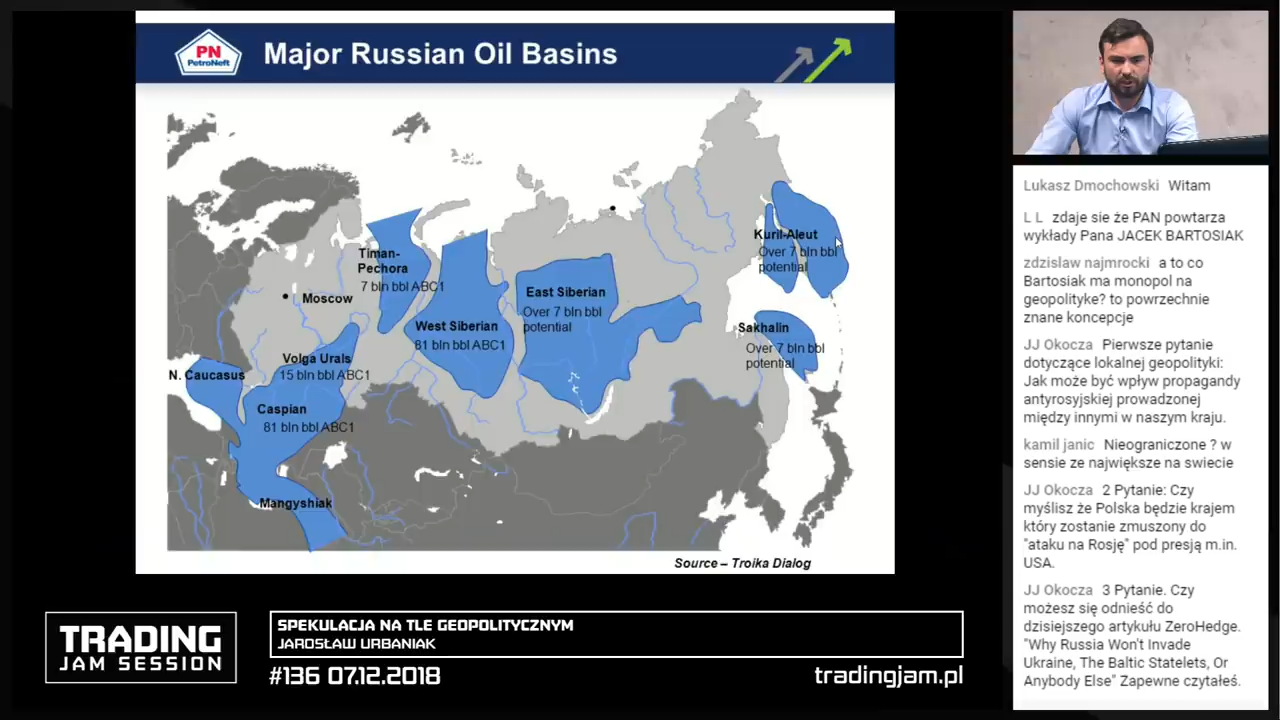 PN
PetroNeft
Major Russian Oil Basins
Timan-
Pechora
7 bln bbl ABC1
Moscow
West Siberian
81 bln bbl ABC1
East Siberian
Over 7 bln bbl
potential
Kuril-Aleut
Over 7 bln bbl
potential
Sakhalin
Over 7 bln bbl
potential
Volga Urals
15 bln bbl ABC1
N. Caucasus
Caspian
81 bln bbl ABC1
Mangyshiak
Source – Troika Dialog
TRADING
JAM SESSION
SPEKULACJA NA TLE GEOPOLITYCZNYM
JAROSŁAW URBANIAK
#136 07.12.2018
tradingjam.pl
Lukasz Dmochowski Witam
L L zdaje sie że PAN powtarza
wykłady Pana JACEK BARTOSIAK
zdzislaw najmrocki a to co
Bartosiak ma monopol na
geopolityke? to powrzechnie
znane koncepcje
JJ Okocza Pierwsze pytanie
dotyczące lokalnej geopolityki:
Jak może być wpływ propagandy
antyrosyjskiej prowadzonej
między innymi w naszym kraju.
kamil janic Nieograniczone ? w
sensie ze największe na swiecie
JJ Okocza 2 Pytanie: Czy
myślisz że Polska będzie krajem
który zostanie zmuszony do
"ataku na Rosję" pod presją m.in.
USA.
JJ Okocza 3 Pytanie. Czy
możesz się odnieść do
dzisiejszego artykułu ZeroHedge.
"Why Russia Won't Invade
Ukraine, The Baltic Statelets, Or
Anybody Else" Zapewne czytałeś.